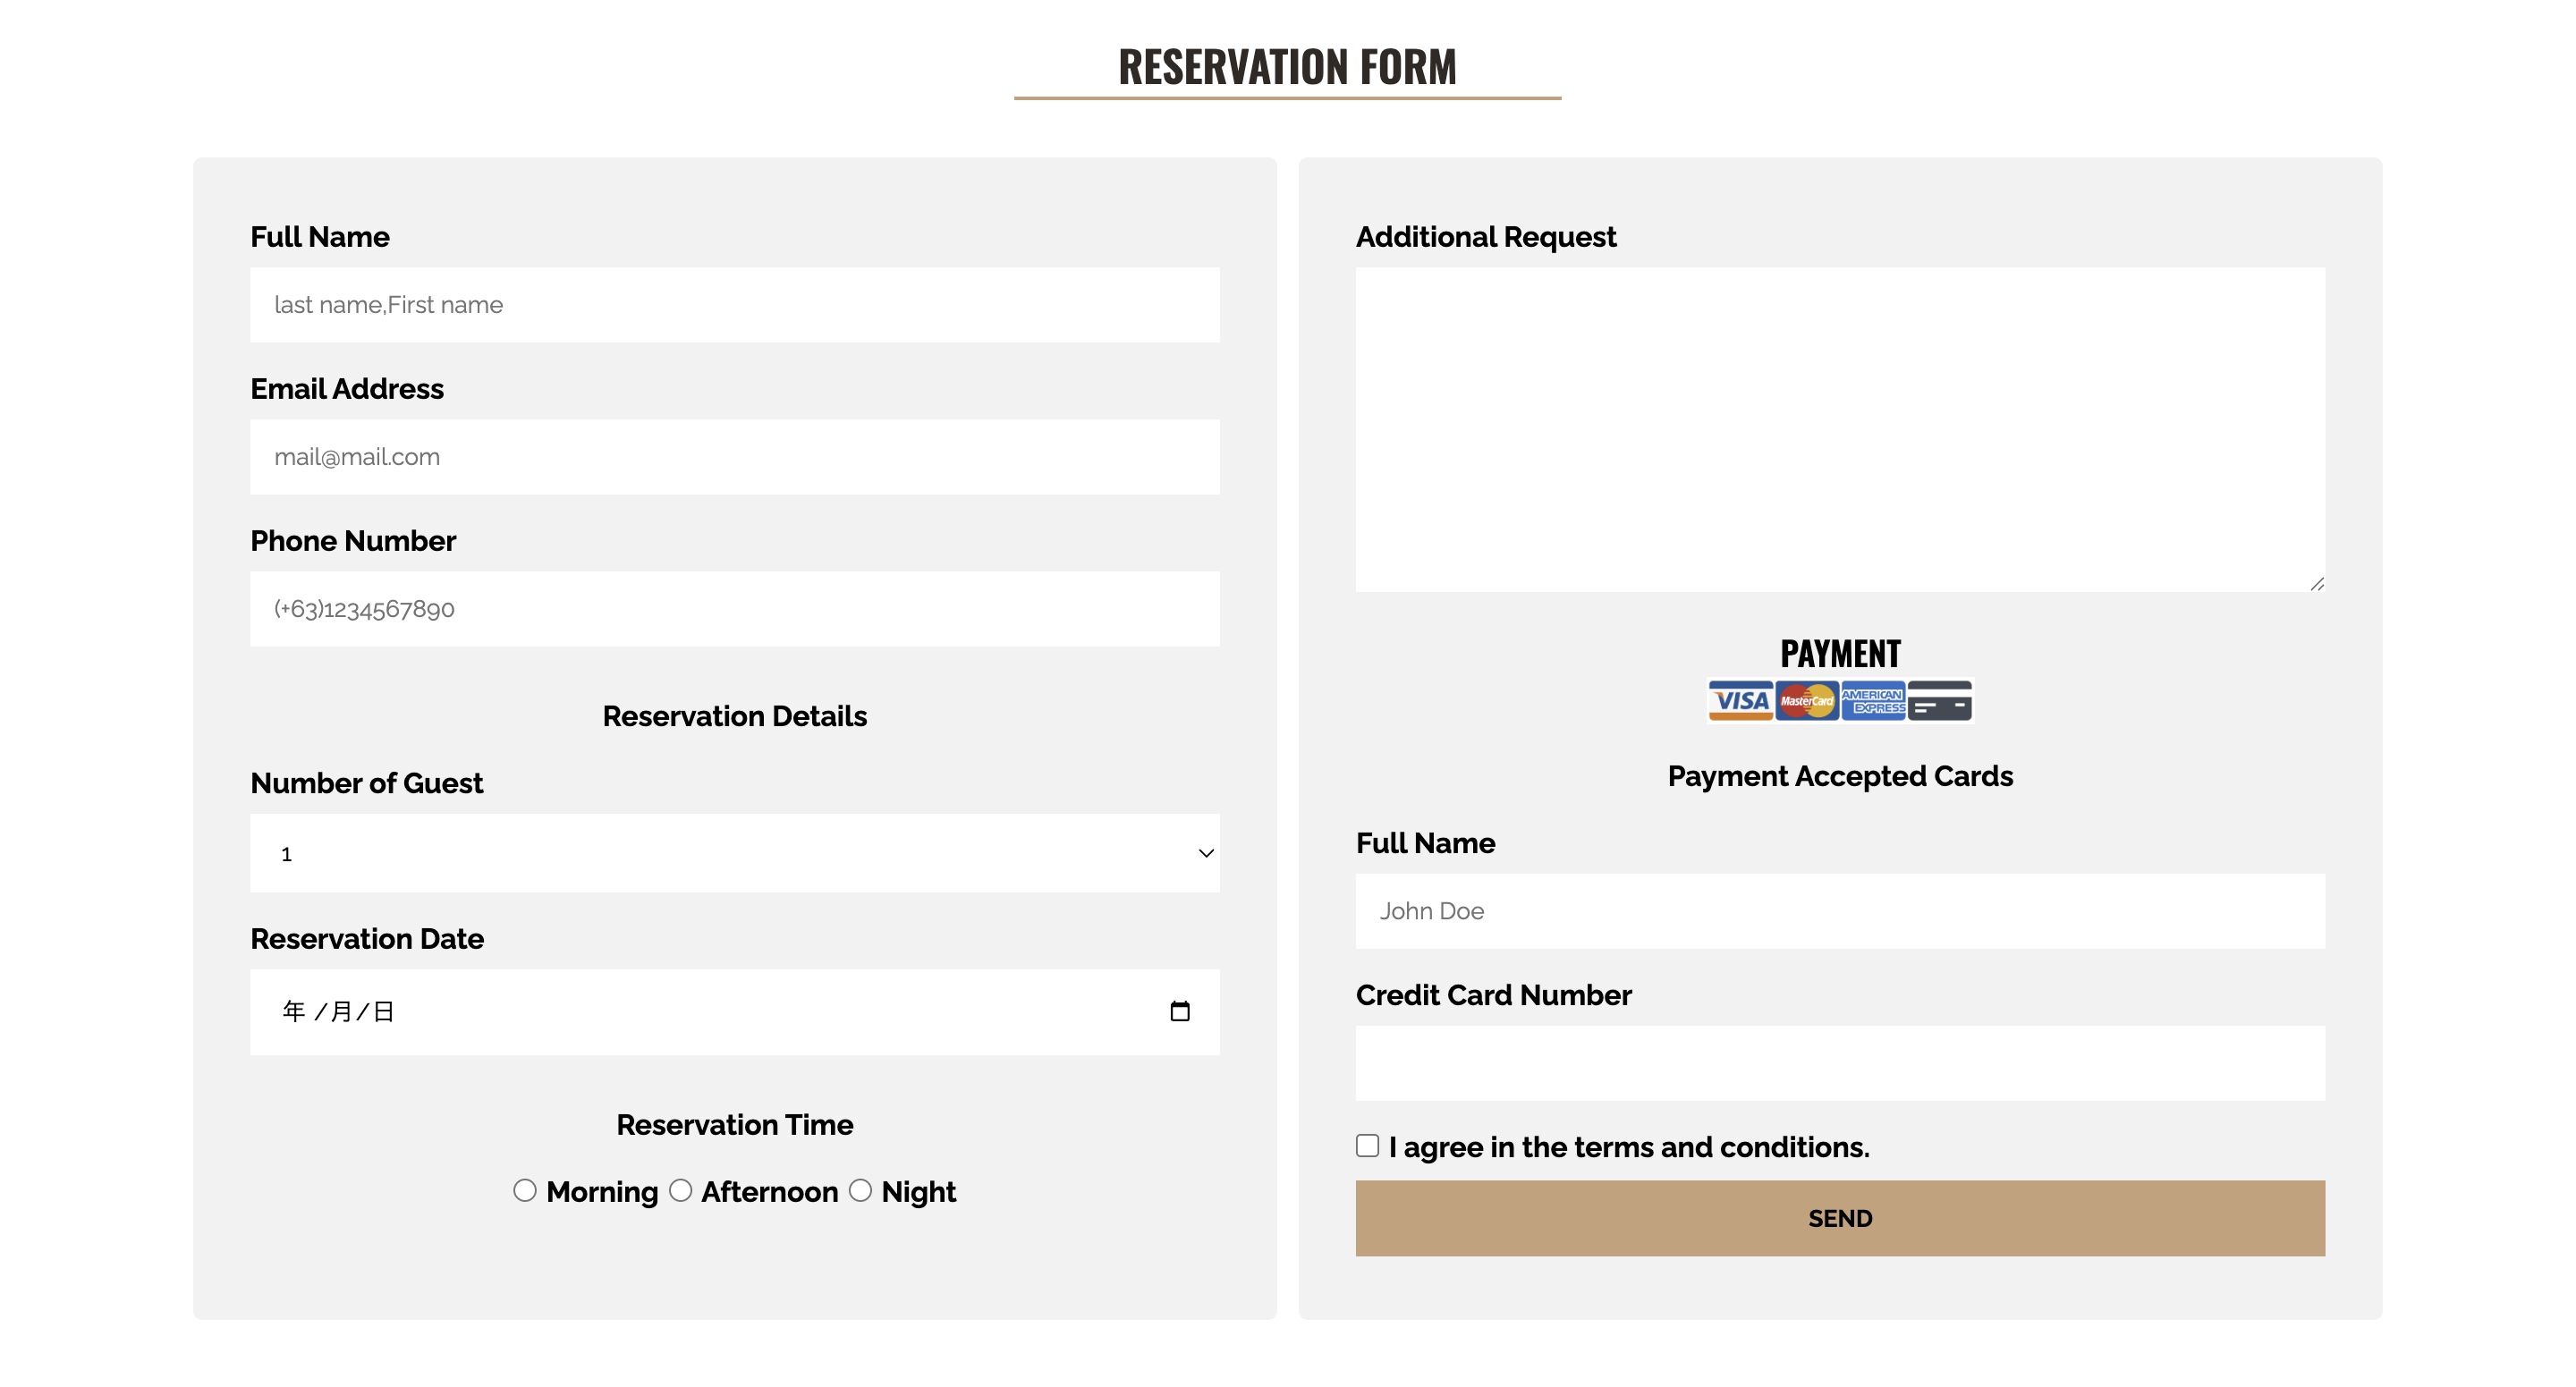 RESERVATION FORM
Full Name
last name,First name
Email Address
mail@mail.com
Phone Number
(+63)1234567890
Reservation Details
Number of Guest
1
Reservation Date
年 /月/日
Reservation Time
Morning Afternoon Night
Additional Request
PAYMENT
VISA MasterCard AMERICAN EXPRESS
Payment Accepted Cards
Full Name
John Doe
Credit Card Number
I agree in the terms and conditions.
SEND